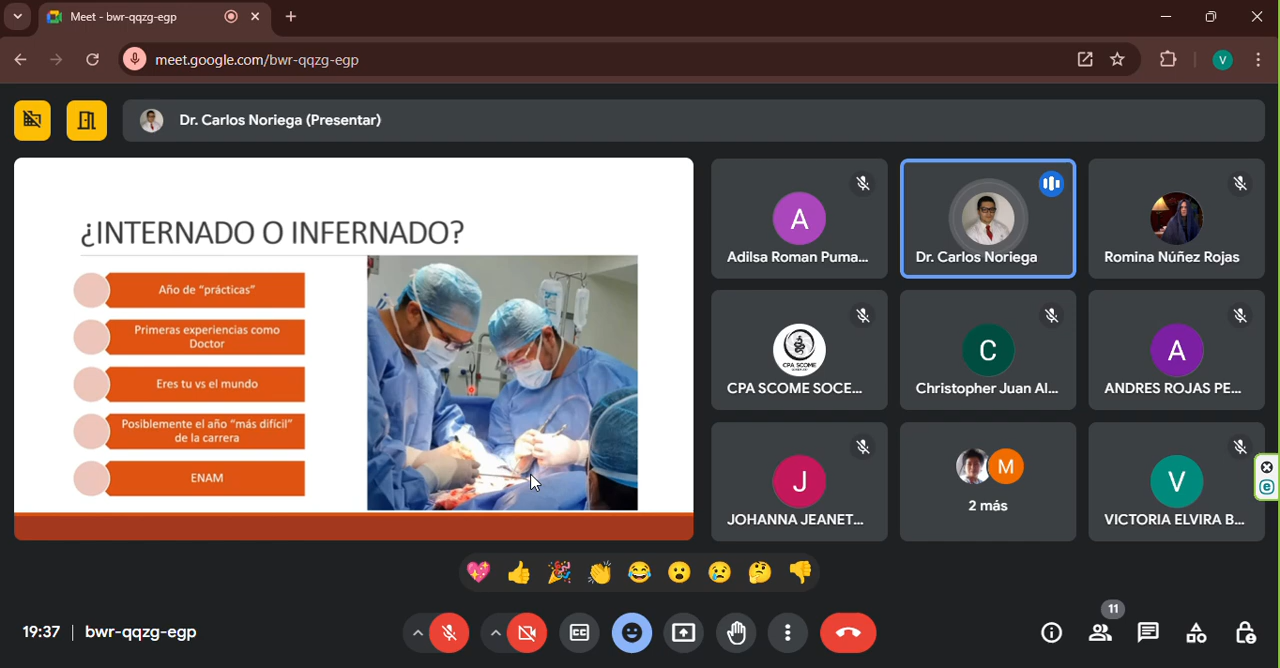 Meet - bwr-qqzg-egp
meet.google.com/bwr-qqzg-egp
V
Dr. Carlos Noriega (Presentar)
¿INTERNADO O INFERNADO?
Año de “prácticas”
Primeras experiencias como
Doctor
Eres tu vs el mundo
Posiblemente el año “más difícil”
de la carrera
ENAM
A
Adilsa Roman Puma...
Dr. Carlos Noriega
Romina Núñez Rojas
CPA SCOME
CPA SCOME SOCE...
C
Christopher Juan Al...
A
ANDRES ROJAS PE...
J
JOHANNA JEANET...
M
2 más
V
VICTORIA ELVIRA B...
19:37 | bwr-qqzg-egp
11